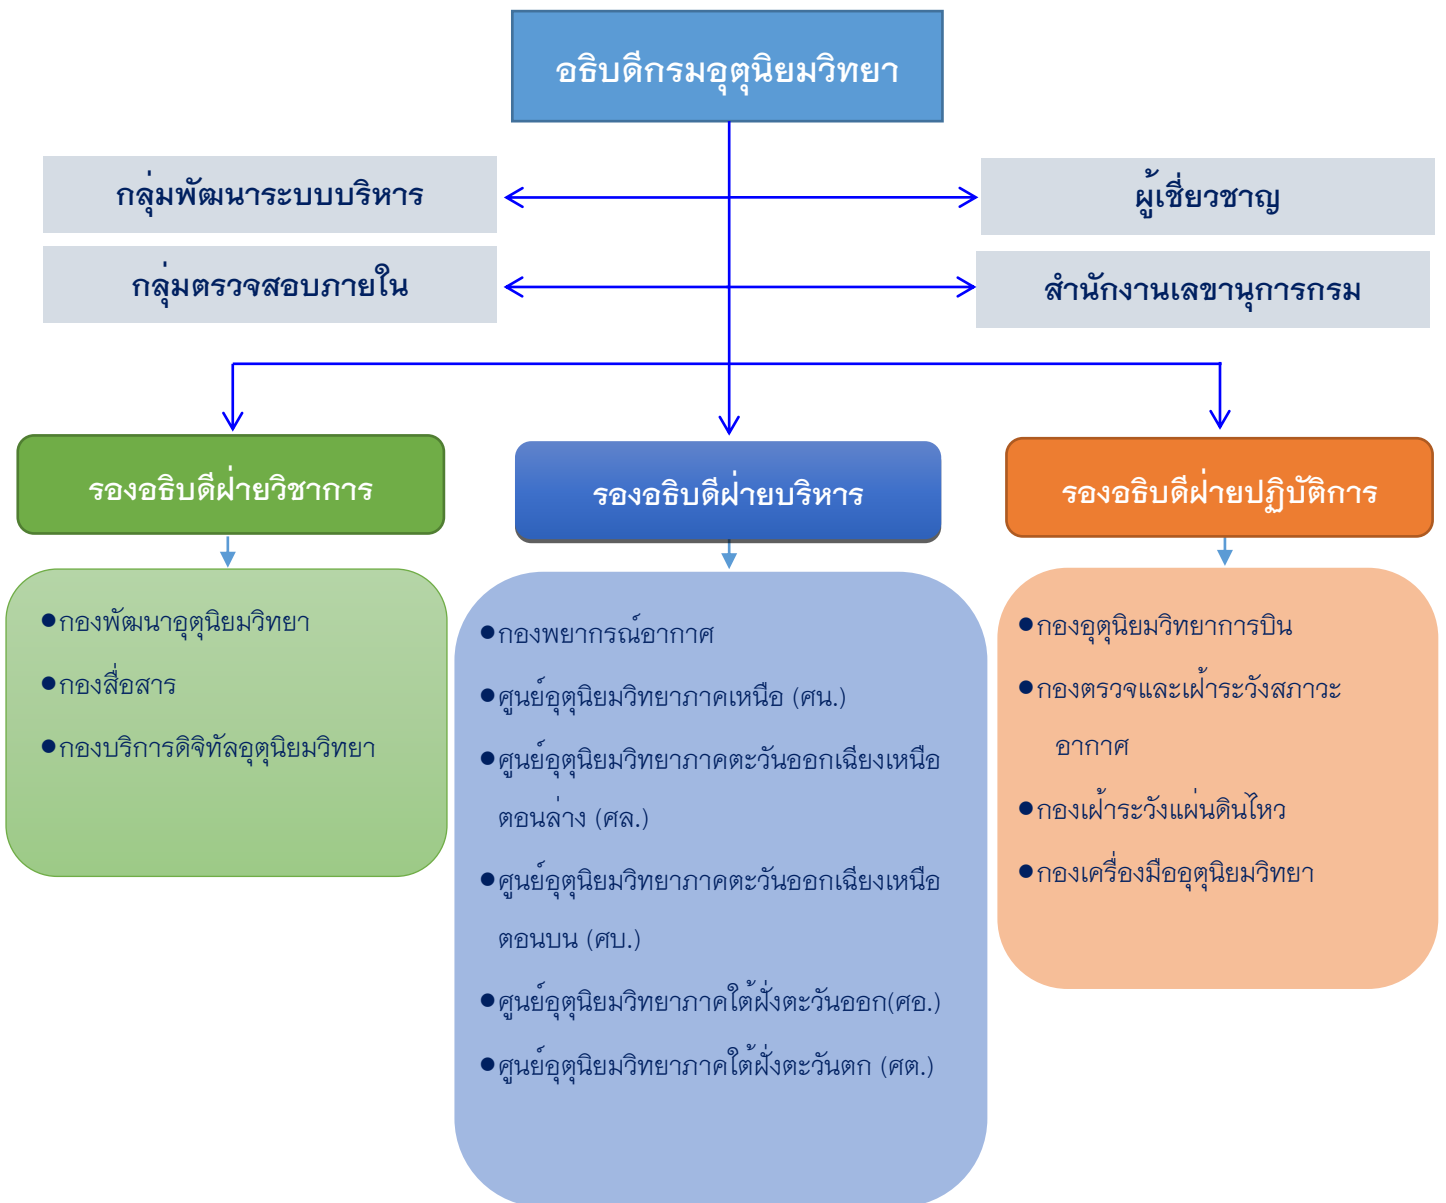 อธิบดีกรมอุตุนิยมวิทยา
กลุ่มพัฒนาระบบบริหาร
ผู้เชี่ยวชาญ
กลุ่มตรวจสอบภายใน
สำนักงานเลขานุการกรม
รองอธิบดีฝ่ายวิชาการ
●กองพัฒนาอุตุนิยมวิทยา
●กองสื่อสาร
●กองบริการดิจิทัลอุตุนิยมวิทยา
รองอธิบดีฝ่ายบริหาร
●กองพยากรณ์อากาศ
●ศูนย์อุตุนิยมวิทยาภาคเหนือ (ศน.)
●ศูนย์อุตุนิยมวิทยาภาคตะวันออกเฉียงเหนือ
ตอนล่าง (ศล.)
●ศูนย์อุตุนิยมวิทยาภาคตะวันออกเฉียงเหนือ
ตอนบน (ศบ.)
●ศูนย์อุตุนิยมวิทยาภาคใต้ฝั่งตะวันออก(ศอ.)
●ศูนย์อุตุนิยมวิทยาภาคใต้ฝั่งตะวันตก (ศต.)
รองอธิบดีฝ่ายปฏิบัติการ
●กองอุตุนิยมวิทยาการบิน
●กองตรวจและเฝ้าระวังสภาวะ
อากาศ
●กองเฝ้าระวังแผ่นดินไหว
●กองเครื่องมืออุตุนิยมวิทยา